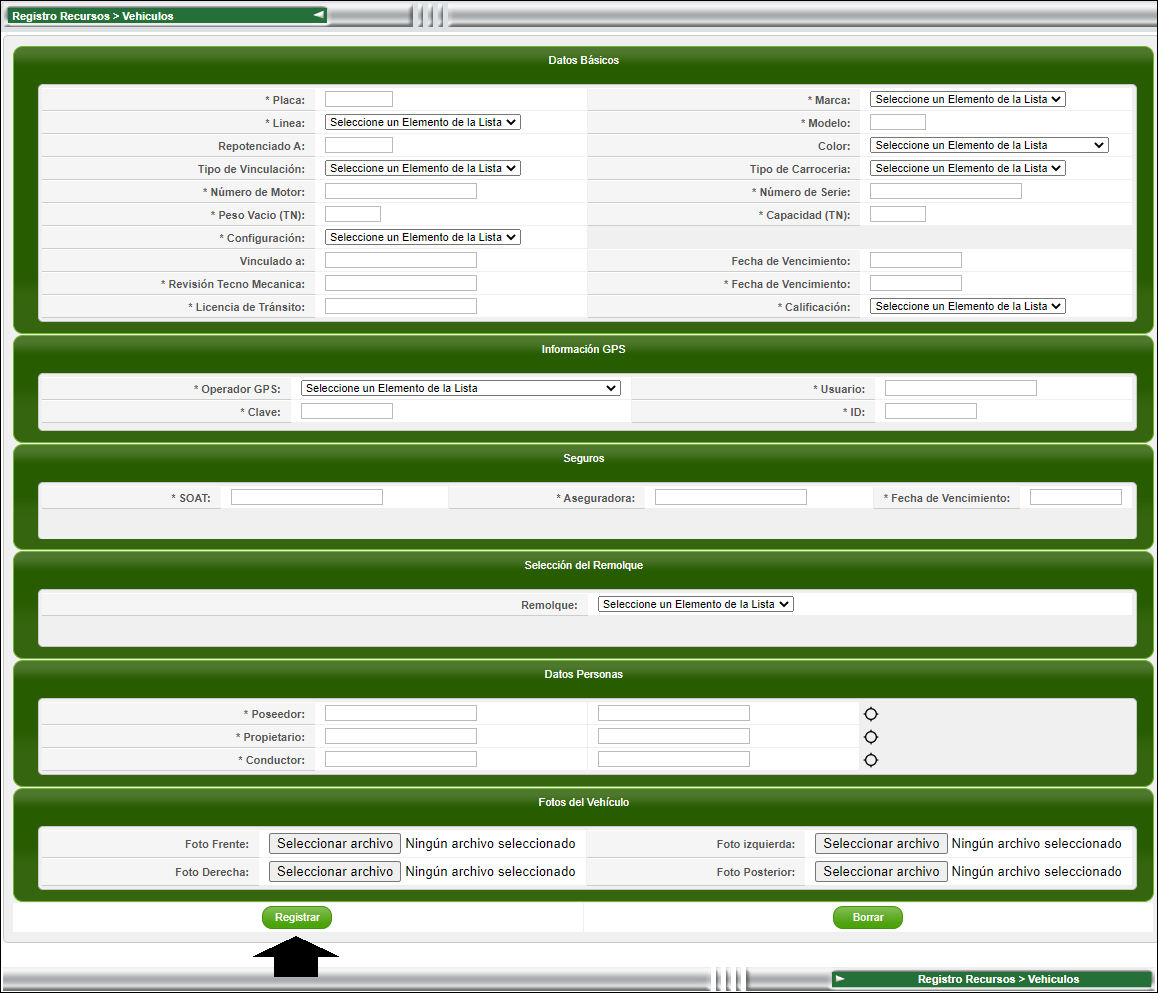 Registro Recursos > Vehiculos
Datos Básicos
* Placa: * Marca: Seleccione un Elemento de la Lista
* Linea: Seleccione un Elemento de la Lista * Modelo:
Repotenciado A: Color: Seleccione un Elemento de la Lista
Tipo de Vinculación: Seleccione un Elemento de la Lista Tipo de Carroceria: Seleccione un Elemento de la Lista
* Número de Motor: * Número de Serie:
* Peso Vacio (TN): * Capacidad (TN):
* Configuración: Seleccione un Elemento de la Lista
Vinculado a: Fecha de Vencimiento:
* Revisión Tecno Mecanica: * Fecha de Vencimiento:
* Licencia de Tránsito: * Calificación: Seleccione un Elemento de la Lista
Información GPS
* Operador GPS: Seleccione un Elemento de la Lista * Usuario:
* Clave: * ID:
Seguros
* SOAT: * Aseguradora: * Fecha de Vencimiento:
Selección del Remolque
Remolque: Seleccione un Elemento de la Lista
Datos Personas
* Poseedor:
* Propietario:
* Conductor:
Fotos del Vehículo
Foto Frente: Seleccionar archivo Ningún archivo seleccionado Foto izquierda: Seleccionar archivo Ningún archivo seleccionado
Foto Derecha: Seleccionar archivo Ningún archivo seleccionado Foto Posterior: Seleccionar archivo Ningún archivo seleccionado
Registrar Borrar
Registro Recursos > Vehiculos